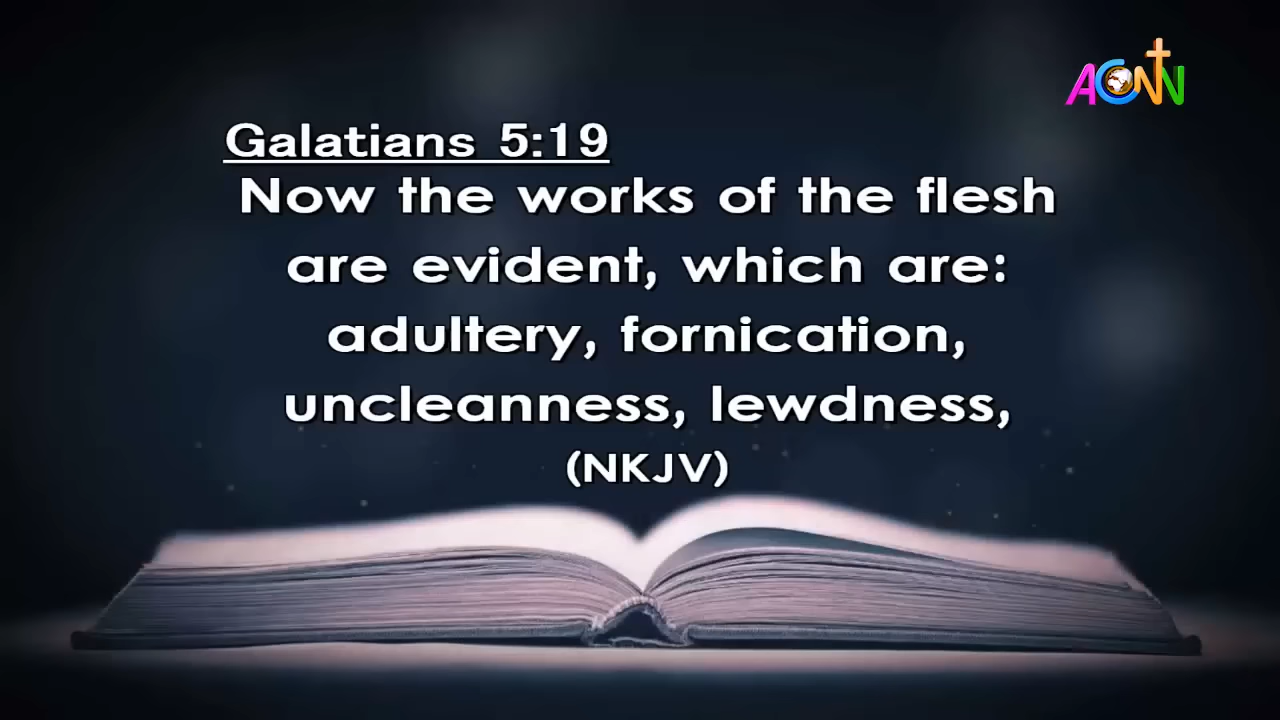 ACNN
Galatians 5:19
Now the works of the flesh
are evident, which are:
adultery, fornication,
uncleanness, lewdness,
(NKJV)